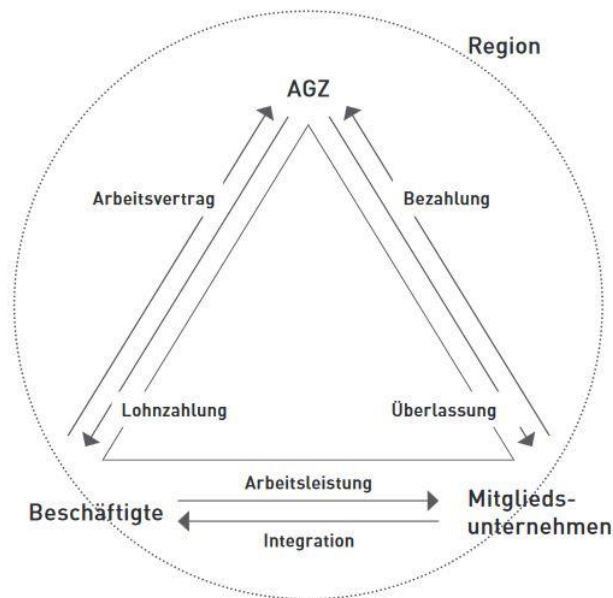 Region
AGZ
Arbeitsvertrag
Bezahlung
Lohnzahlung
Überlassung
Arbeitsleistung
Beschäftigte
Mitglieds-
unternehmen
Integration